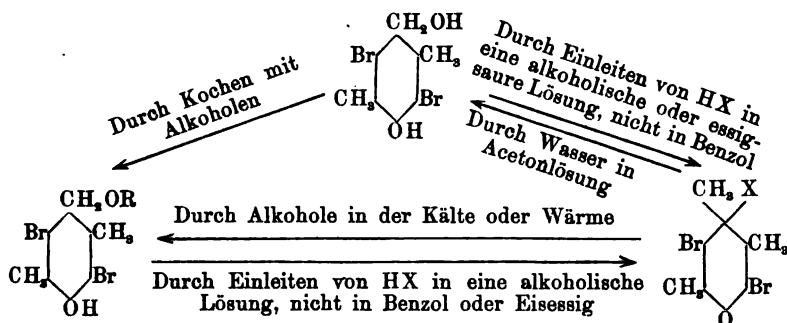 CH₂OH
Br CH₃
CH₃ Br
OH
Durch Kochen mit
Alkoholen
Durch Einleiten von HX in
eine alkoholische oder essig-
saure Lösung, nicht in Benzol
Durch Wasser in
Acetonlösung
CH₂OR
Br CH₃
CH₃ Br
OH
Durch Alkohole in der Kälte oder Wärme
Durch Einleiten von HX in eine alkoholische
Lösung, nicht in Benzol oder Eisessig
CH₃ X
Br CH₃
CH₃ Br
O